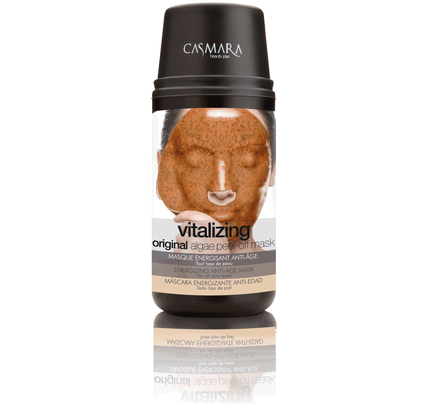 CASMARA
beauty plan
vitalizing
original algae peel-off mask
MASQUE ÉNERGISANT ANTI-ÂGE.
Tout type de peau
ENERGIZING ANTI-AGE MASK
For all skin types
MÁSCARA ENERGIZANTE ANTI-EDAD
Todo tipo de piel